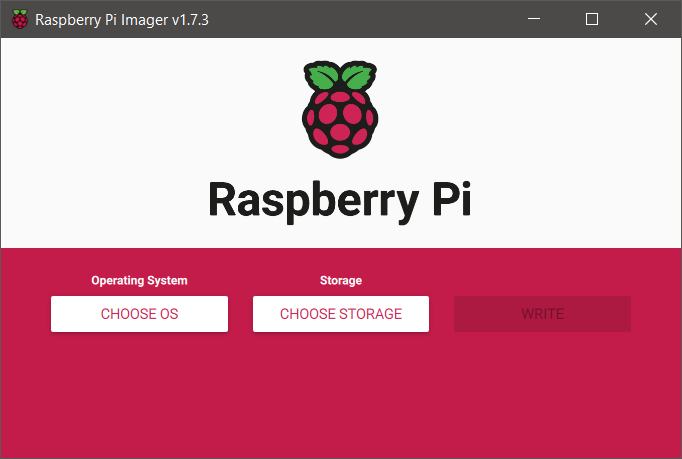 Raspberry Pi Imager v1.7.3
Raspberry Pi
Operating System
Storage
CHOOSE OS
CHOOSE STORAGE
WRITE